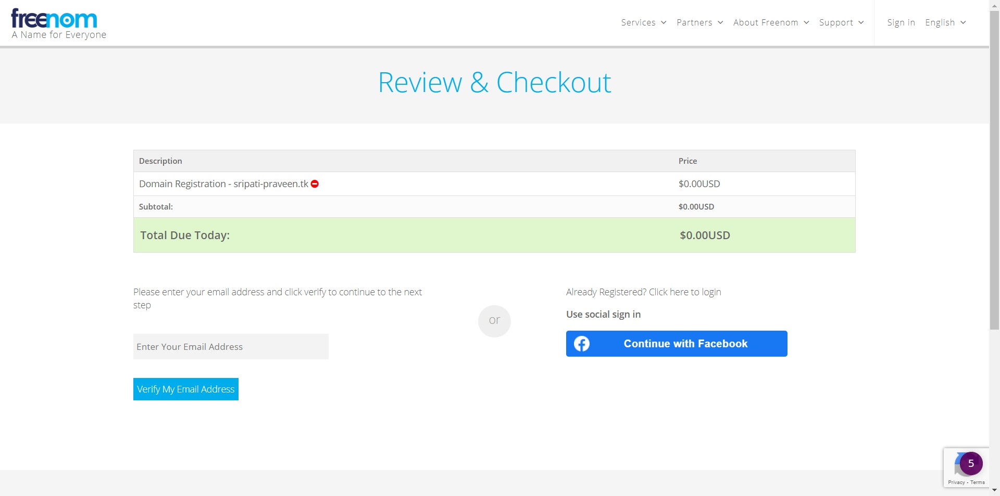 freenom
A Name for Everyone
Services
Partners
About Freenom
Support
Sign in
English
Review & Checkout
Description Price
Domain Registration - sripati-praveen.tk $0.00USD
Subtotal: $0.00USD
Total Due Today: $0.00USD
Please enter your email address and click verify to continue to the next
step
Enter Your Email Address
Verify My Email Address
or
Already Registered? Click here to login
Use social sign in
Continue with Facebook
5
Privacy - Terms